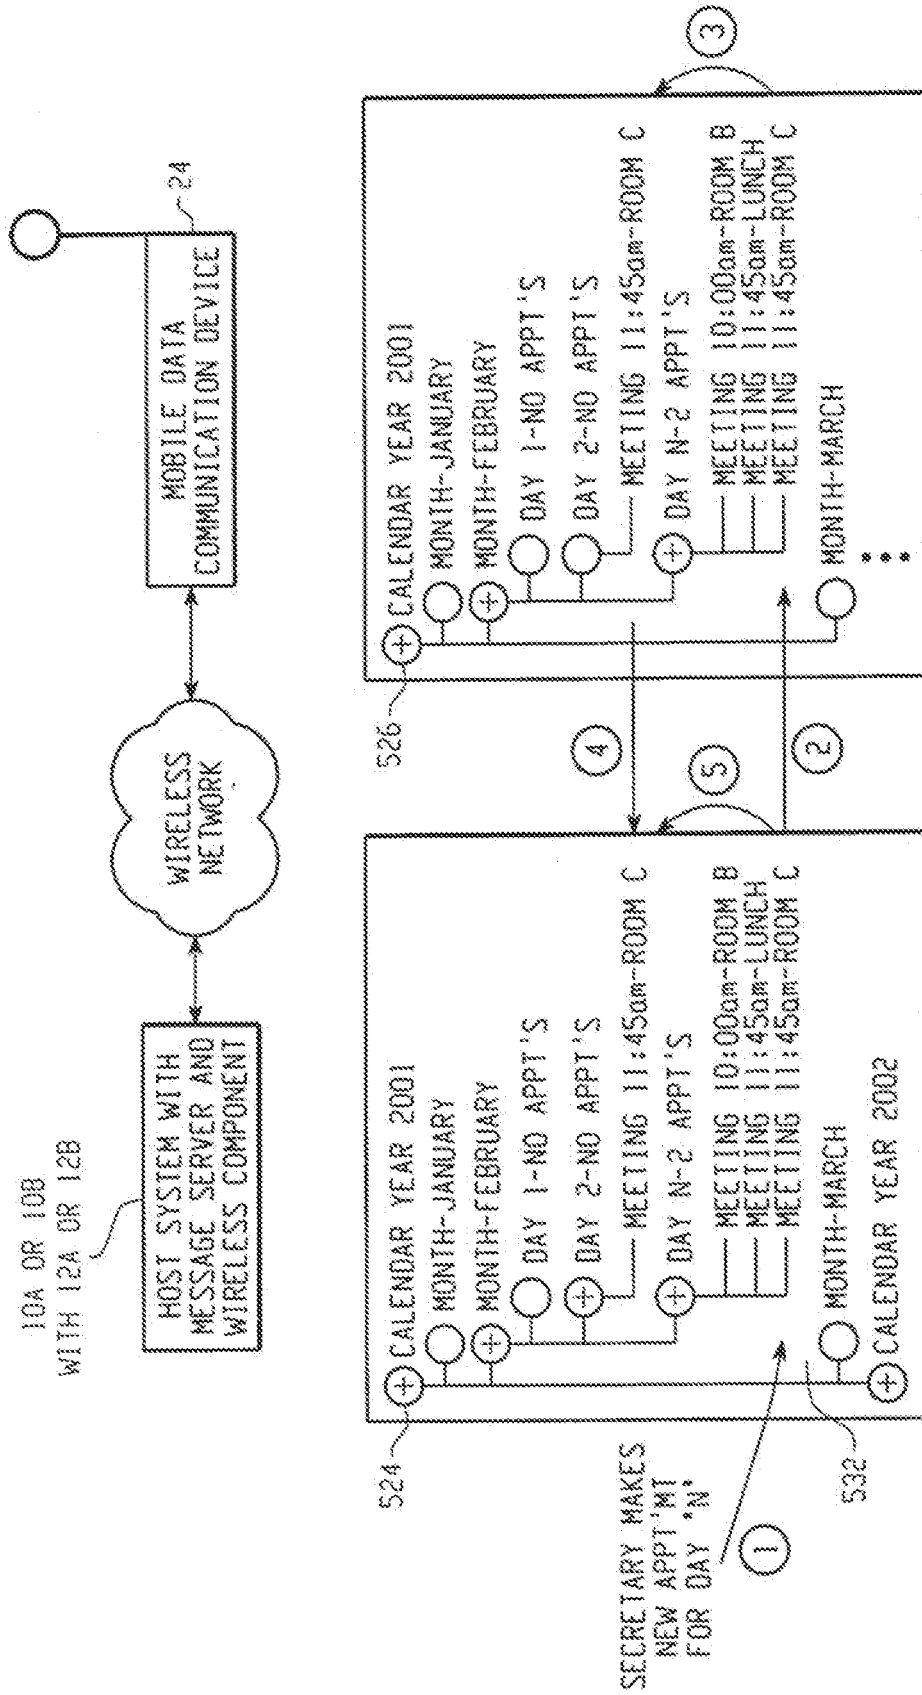 10A OR 10B
WITH 12A OR 12B
HOST SYSTEM WITH
MESSAGE SERVER AND
WIRELESS COMPONENT
WIRELESS
NETWORK
MOBILE DATA
COMMUNICATION DEVICE
24
524
CALENDAR YEAR 2001
MONTH-JANUARY
MONTH-FEBRUARY
DAY 1-NO APPT'S
DAY 2-NO APPT'S
MEETING 11:45am-ROOM C
DAY N-2 APPT'S
MEETING 10:00am-ROOM B
MEETING 11:45am-LUNCH
MEETING 11:45am-ROOM C
MONTH-MARCH
CALENDAR YEAR 2002
532
SECRETARY MAKES
NEW APPT'MT
FOR DAY "N"
1
4
5
2
526
CALENDAR YEAR 2001
MONTH-JANUARY
MONTH-FEBRUARY
DAY 1-NO APPT'S
DAY 2-NO APPT'S
MEETING 11:45am-ROOM C
DAY N-2 APPT'S
MEETING 10:00am-ROOM B
MEETING 11:45am-LUNCH
MEETING 11:45am-ROOM C
MONTH-MARCH
3